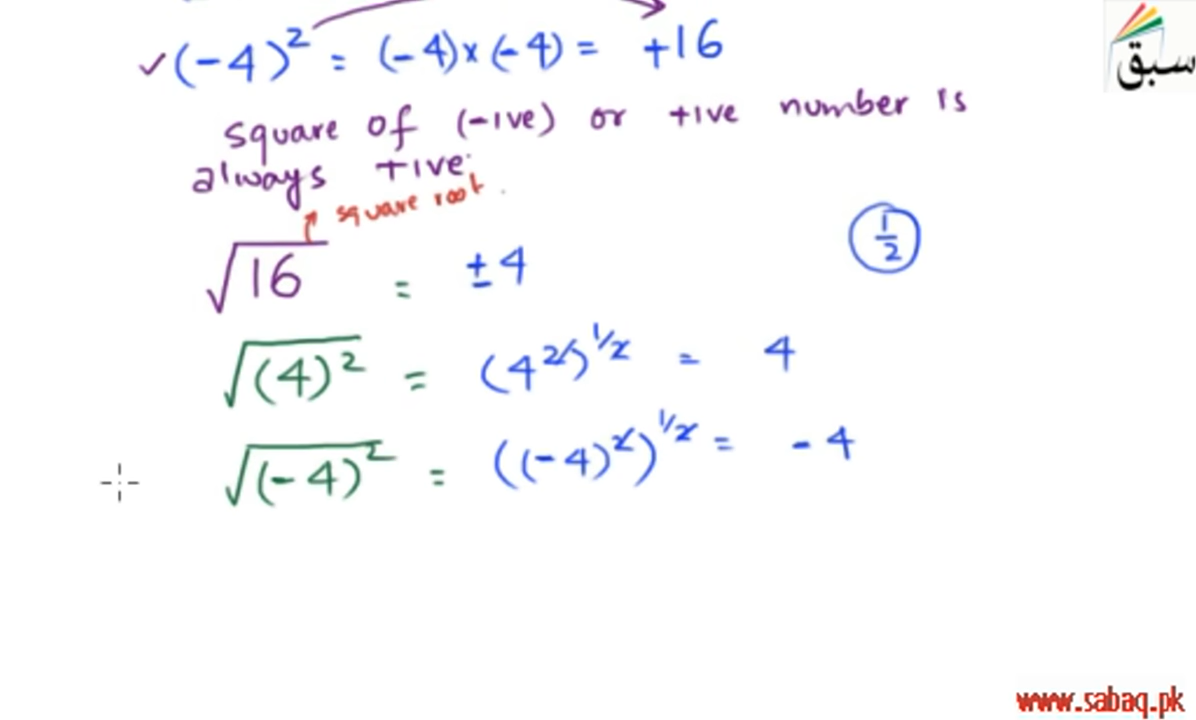 ✓(-4)² = (-4)×(-4) = +16
سبق
square of (-ive) or +ive number is
always +ive.
square root
√16 = ±4
1/2
√(4)² = (4²)^1/2 = 4
√(-4)² = ((-4)²)^1/2 = -4
www.sabaq.pk